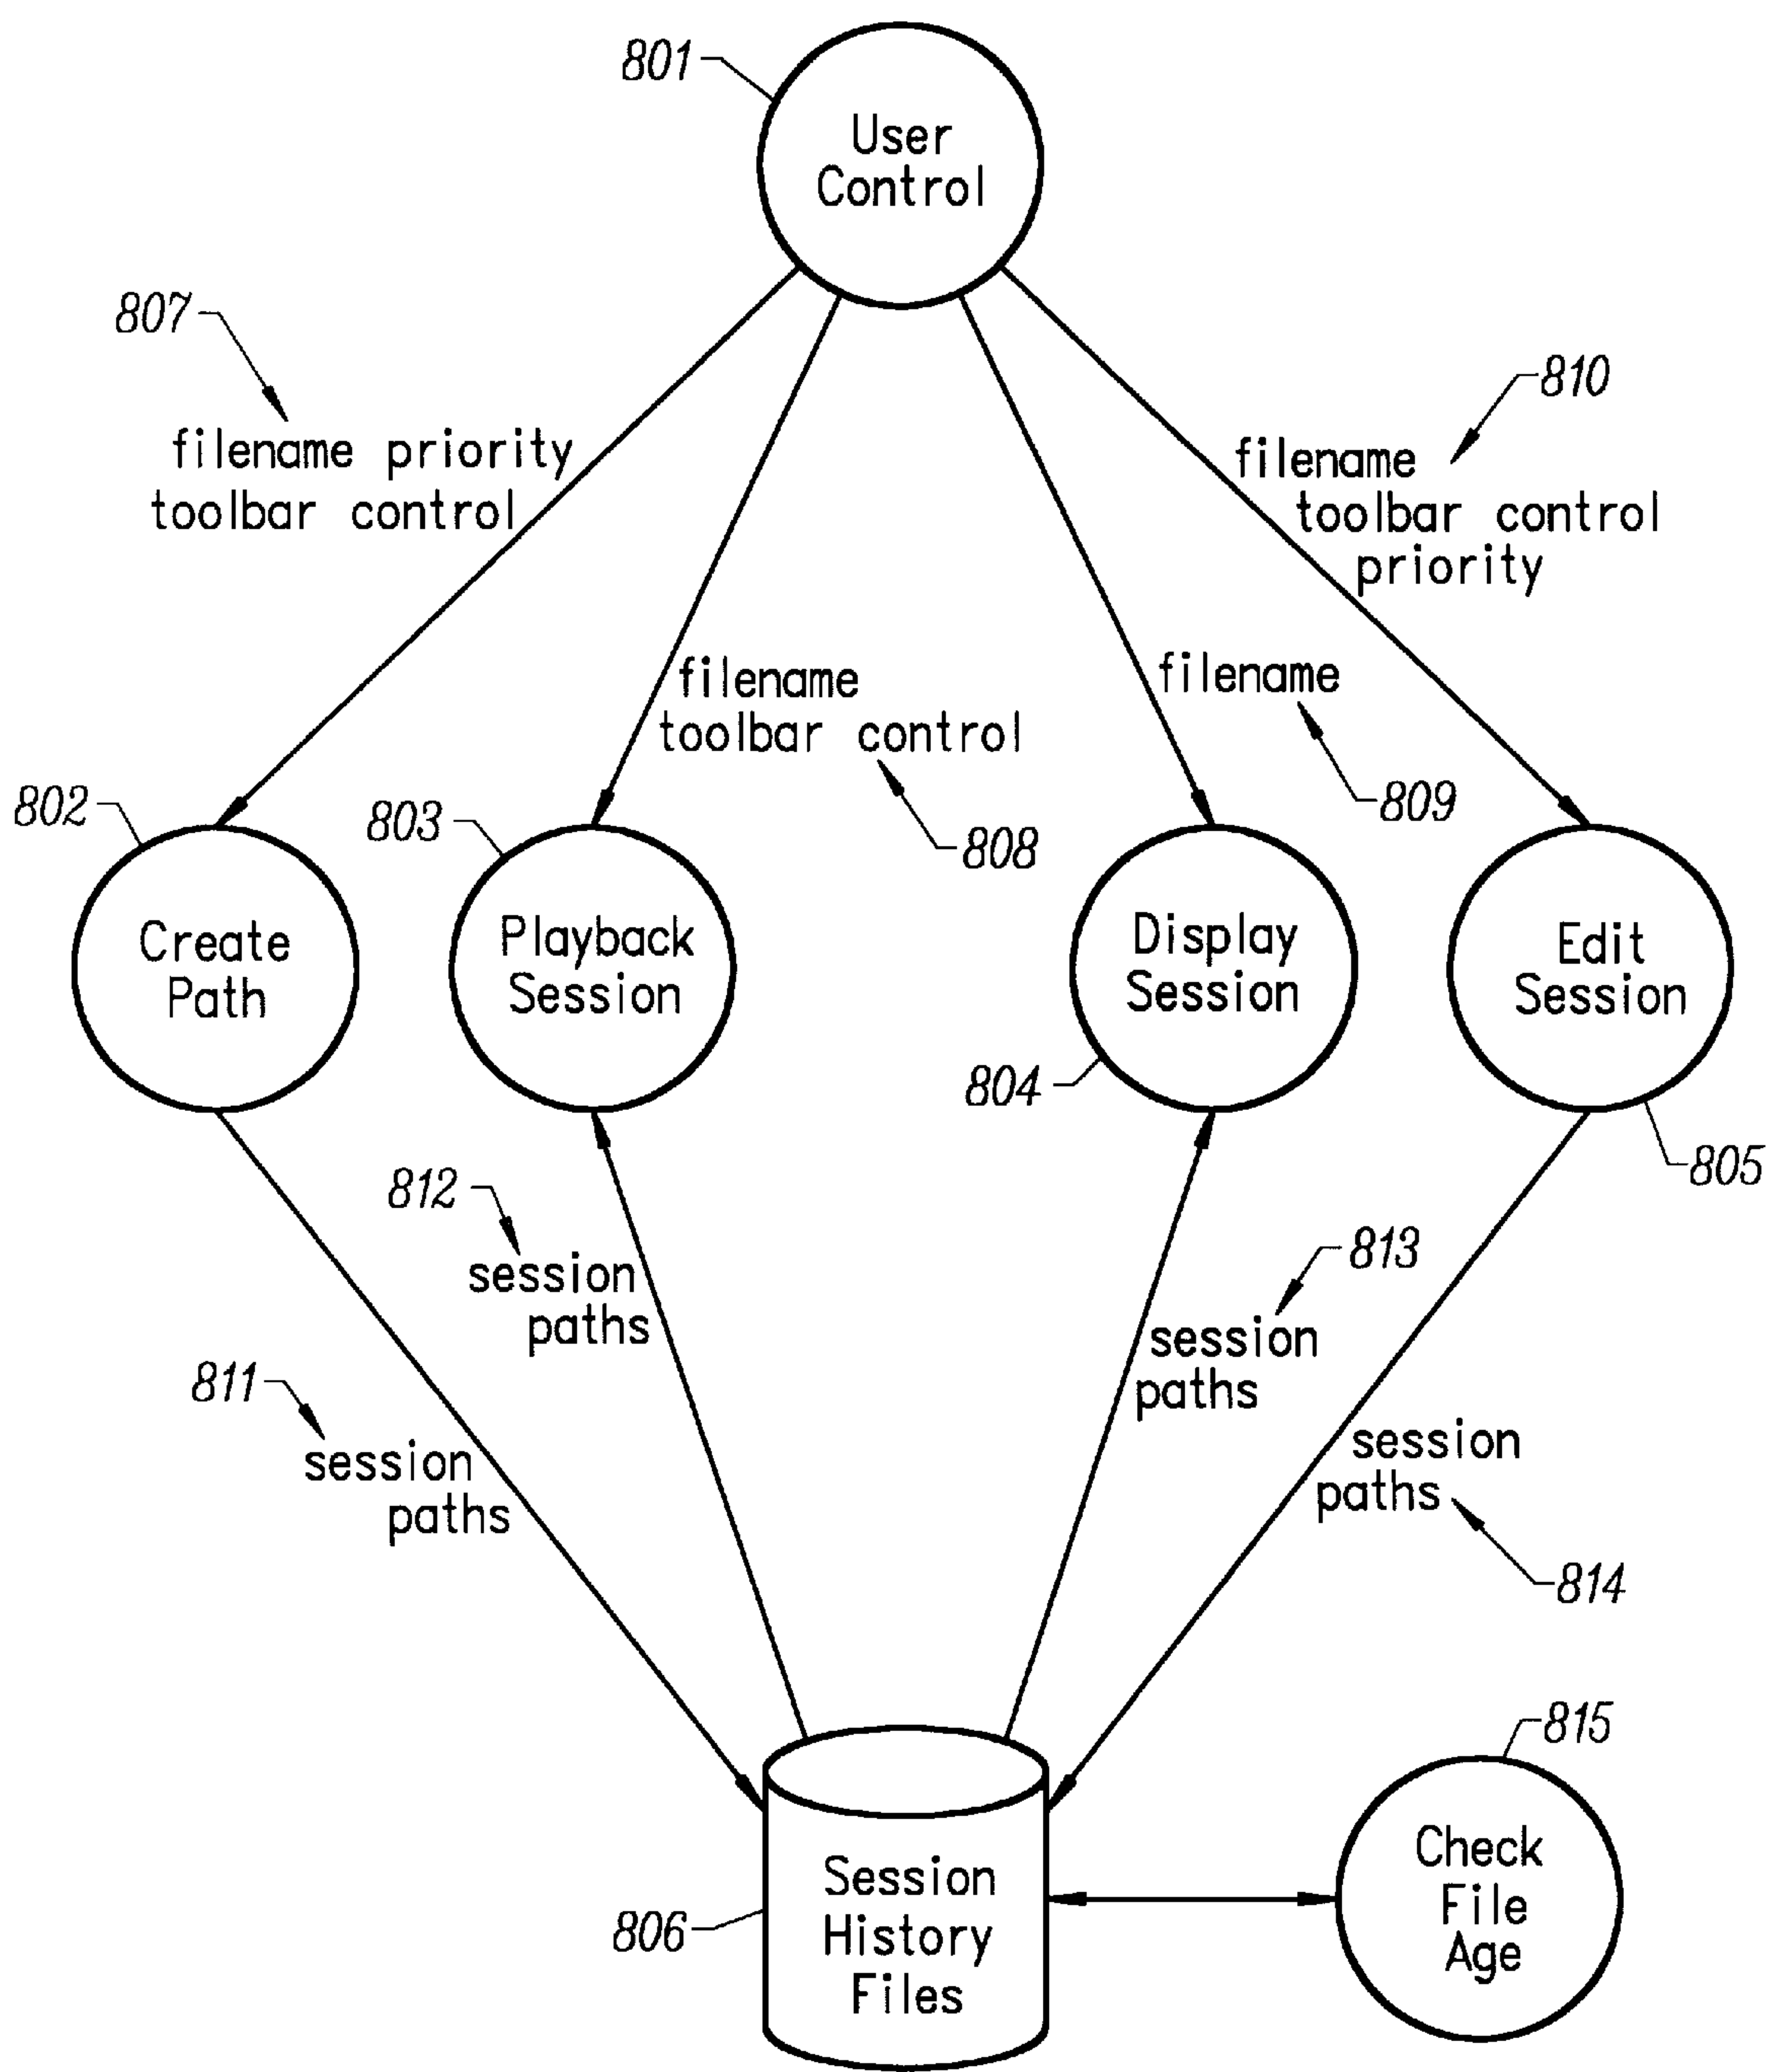 801
User
Control
807
810
filename priority
toolbar control
filename
toolbar control
priority
filename
toolbar control
filename
802
803
808
809
Create
Path
Playback
Session
Display
Session
Edit
Session
804
805
812
session
paths
813
session
paths
811
session
paths
session
paths
814
815
Session
History
Files
806
Check
File
Age